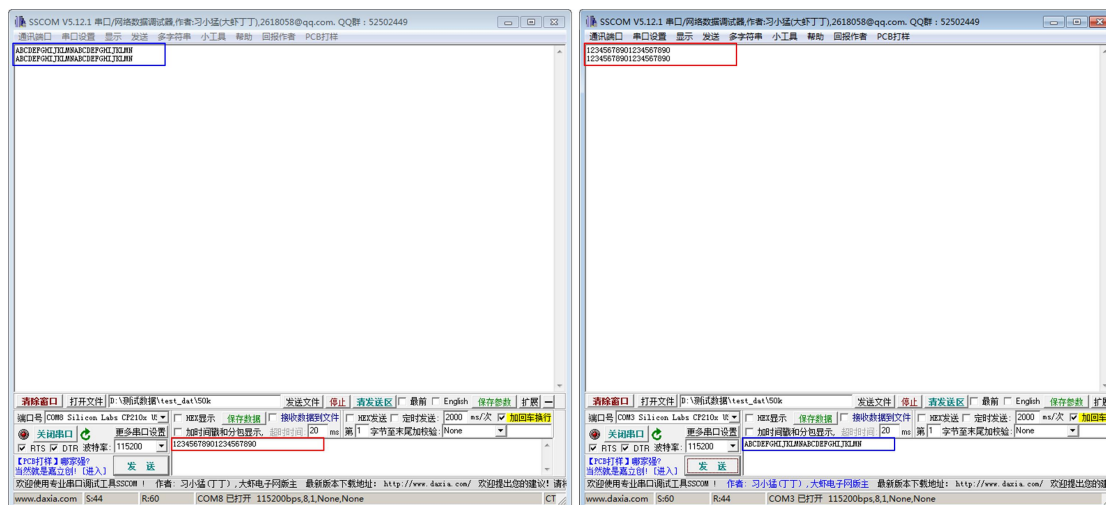 SSCOM V5.12.1 串口/网络数据调试器,作者:习小猛(大虾丁丁),2618058@qq.com. QQ群：52502449
通讯端口 串口设置 显示 发送 多字符串 小工具 帮助 回报作者 PCB打样
ABCDEFGHIJKLMNABCDEFGHIJKLMN
ABCDEFGHIJKLMNABCDEFGHIJKLMN
清除窗口 打开文件 D:\测试数据\test_dat\50k 发送文件 停止 清发送区 最前 English 保存参数 扩展 —
端口号 COM8 Silicon Labs CP210x U HEX显示 保存数据 接收数据到文件 HEX发送 定时发送: 2000 ms/次 加回车换行
关闭串口 更多串口设置 加时间戳和分包显示, 超时时间 20 ms 第1 字节至末尾加校验: None
RTS DTR 波特率: 115200 12345678901234567890
【PCB打样】哪家强?
当然就是嘉立创! [进入] 发 送
欢迎使用专业串口调试工具SSCOM ! 作者: 习小猛(丁丁),大虾电子网版主 最新版本下载地址: http://www.daxia.com/ 欢迎提出您的建议! 请
www.daxia.com S:44 R:60 COM8 已打开 115200bps,8,1,None,None CT
SSCOM V5.12.1 串口/网络数据调试器,作者:习小猛(大虾丁丁),2618058@qq.com. QQ群：52502449
通讯端口 串口设置 显示 发送 多字符串 小工具 帮助 回报作者 PCB打样
12345678901234567890
12345678901234567890
清除窗口 打开文件 D:\测试数据\test_dat\50k 发送文件 停止 清发送区 最前 English 保存参数
端口号 COM3 Silicon Labs CP210x U HEX显示 保存数据 接收数据到文件 HEX发送 定时发送: 2000 ms/次 加回车
关闭串口 更多串口设置 加时间戳和分包显示, 超时时间 20 ms 第1 字节至末尾加校验: None
RTS DTR 波特率: 115200 ABCDEFGHIJKLMNABCDEFGHIJKLMN
【PCB打样】哪家强?
当然就是嘉立创! [进入] 发 送
欢迎使用专业串口调试工具SSCOM ! 作者: 习小猛(丁丁),大虾电子网版主 最新版本下载地址: http://www.daxia.com/ 欢迎提出您的
www.daxia.com S:60 R:44 COM3 已打开 115200bps,8,1,None,None